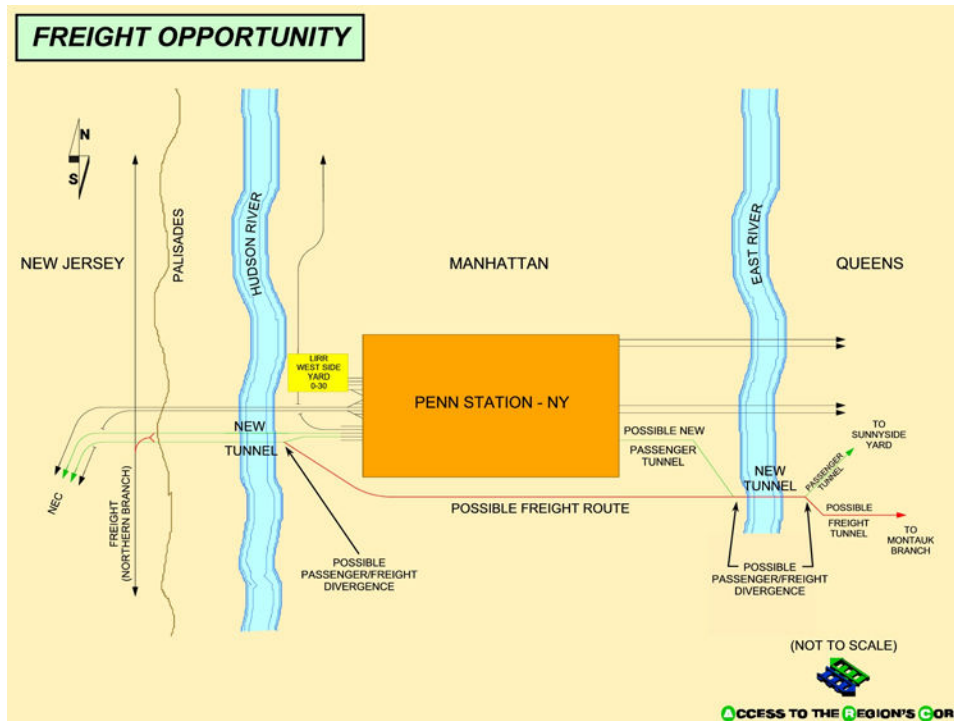 FREIGHT OPPORTUNITY
N
S
NEW JERSEY
PALISADES
HUDSON RIVER
MANHATTAN
EAST RIVER
QUEENS
LIRR
WEST SIDE
YARD
0-30
PENN STATION - NY
NEW
TUNNEL
POSSIBLE NEW
PASSENGER
TUNNEL
TO
SUNNYSIDE
YARD
PASSENGER
TUNNEL
NEW
TUNNEL
NEC
FREIGHT
(NORTHERN BRANCH)
POSSIBLE FREIGHT ROUTE
POSSIBLE
FREIGHT
TUNNEL
TO
MONTAUK
BRANCH
POSSIBLE
PASSENGER/FREIGHT
DIVERGENCE
POSSIBLE
PASSENGER/FREIGHT
DIVERGENCE
(NOT TO SCALE)
ACCESS TO THE REGION'S COR